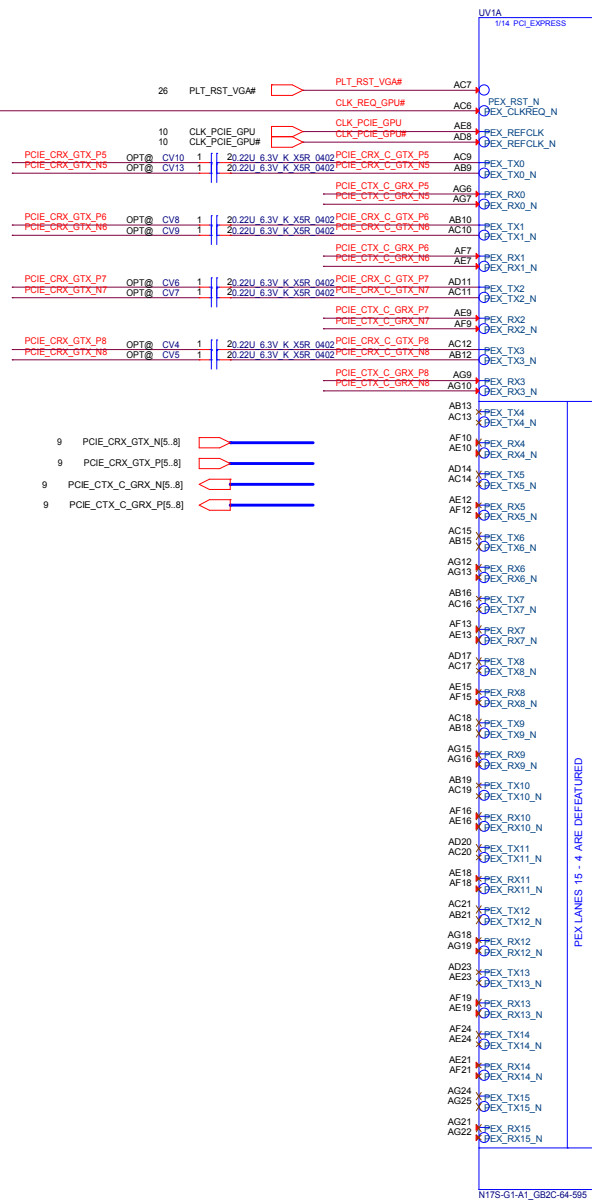 UV1A
1/14 PCI_EXPRESS
26 PLT_RST_VGA# PLT_RST_VGA# AC7 PEX_RST_N
CLK_REQ_GPU# AC6 PEX_CLKREQ_N
10 CLK_PCIE_GPU CLK_PCIE_GPU AE8 PEX_REFCLK
10 CLK_PCIE_GPU# CLK_PCIE_GPU# AD8 PEX_REFCLK_N
PCIE_CRX_GTX_P5 OPT@ CV10 1 2 0.22U_6.3V_K_X5R_0402 PCIE_CRX_C_GTX_P5 AC9 PEX_TX0
PCIE_CRX_GTX_N5 OPT@ CV13 1 2 0.22U_6.3V_K_X5R_0402 PCIE_CRX_C_GTX_N5 AB9 PEX_TX0_N
PCIE_CTX_C_GRX_P5 AG6 PEX_RX0
PCIE_CTX_C_GRX_N5 AG7 PEX_RX0_N
PCIE_CRX_GTX_P6 OPT@ CV8 1 2 0.22U_6.3V_K_X5R_0402 PCIE_CRX_C_GTX_P6 AB10 PEX_TX1
PCIE_CRX_GTX_N6 OPT@ CV9 1 2 0.22U_6.3V_K_X5R_0402 PCIE_CRX_C_GTX_N6 AC10 PEX_TX1_N
PCIE_CTX_C_GRX_P6 AF7 PEX_RX1
PCIE_CTX_C_GRX_N6 AE7 PEX_RX1_N
PCIE_CRX_GTX_P7 OPT@ CV6 1 2 0.22U_6.3V_K_X5R_0402 PCIE_CRX_C_GTX_P7 AD11 PEX_TX2
PCIE_CRX_GTX_N7 OPT@ CV7 1 2 0.22U_6.3V_K_X5R_0402 PCIE_CRX_C_GTX_N7 AC11 PEX_TX2_N
PCIE_CTX_C_GRX_P7 AE9 PEX_RX2
PCIE_CTX_C_GRX_N7 AF9 PEX_RX2_N
PCIE_CRX_GTX_P8 OPT@ CV4 1 2 0.22U_6.3V_K_X5R_0402 PCIE_CRX_C_GTX_P8 AC12 PEX_TX3
PCIE_CRX_GTX_N8 OPT@ CV5 1 2 0.22U_6.3V_K_X5R_0402 PCIE_CRX_C_GTX_N8 AB12 PEX_TX3_N
PCIE_CTX_C_GRX_P8 AG9 PEX_RX3
PCIE_CTX_C_GRX_N8 AG10 PEX_RX3_N
AB13 PEX_TX4
AC13 PEX_TX4_N
9 PCIE_CRX_GTX_N[5..8] AF10 PEX_RX4
AE10 PEX_RX4_N
9 PCIE_CRX_GTX_P[5..8] AD14 PEX_TX5
9 PCIE_CTX_C_GRX_N[5..8] AC14 PEX_TX5_N
9 PCIE_CTX_C_GRX_P[5..8] AE12 PEX_RX5
AF12 PEX_RX5_N
AC15 PEX_TX6
AB15 PEX_TX6_N
AG12 PEX_RX6
AG13 PEX_RX6_N
AB16 PEX_TX7
AC16 PEX_TX7_N
AF13 PEX_RX7
AE13 PEX_RX7_N
AD17 PEX_TX8
AC17 PEX_TX8_N
AE15 PEX_RX8
AF15 PEX_RX8_N
AC18 PEX_TX9
AB18 PEX_TX9_N
AG15 PEX_RX9
AG16 PEX_RX9_N
AB19 PEX_TX10
AC19 PEX_TX10_N
AF16 PEX_RX10
AE16 PEX_RX10_N
AD20 PEX_TX11
AC20 PEX_TX11_N
AE18 PEX_RX11
AF18 PEX_RX11_N
AC21 PEX_TX12
AB21 PEX_TX12_N
AG18 PEX_RX12
AG19 PEX_RX12_N
AD23 PEX_TX13
AE23 PEX_TX13_N
AF19 PEX_RX13
AE19 PEX_RX13_N
AF24 PEX_TX14
AE24 PEX_TX14_N
AE21 PEX_RX14
AF21 PEX_RX14_N
AG24 PEX_TX15
AG25 PEX_TX15_N
AG21 PEX_RX15
AG22 PEX_RX15_N
PEX LANES 15 - 4 ARE DEFEATURED
N17S-G1-A1_GB2C-64-595